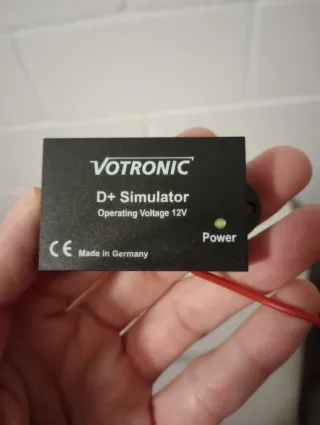 VOTRONIC
D+ Simulator
Operating Voltage 12V
Power
CE Made in Germany